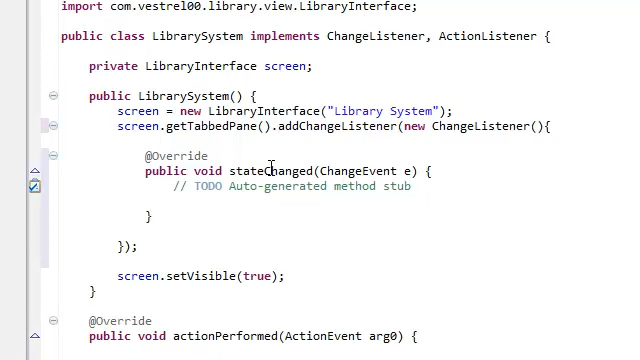 import com.vestrel00.library.view.LibraryInterface;
public class LibrarySystem implements ChangeListener, ActionListener {
private LibraryInterface screen;
public LibrarySystem() {
screen = new LibraryInterface("Library System");
screen.getTabbedPane().addChangeListener(new ChangeListener(){
@Override
public void stateChanged(ChangeEvent e) {
// TODO Auto-generated method stub
}
});
screen.setVisible(true);
}
@Override
public void actionPerformed(ActionEvent arg0) {